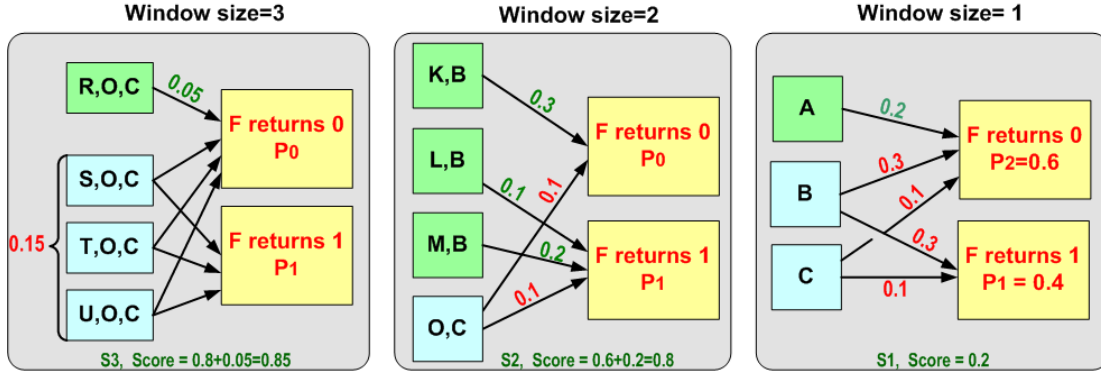 Window size=3
R,O,C
0.05
F returns 0
P0
S,O,C
0.15
T,O,C
F returns 1
P1
U,O,C
S3, Score = 0.8+0.05=0.85
Window size=2
K,B
0.3
F returns 0
P0
L,B
0.1
0.1
M,B
0.2
F returns 1
P1
0.1
O,C
S2, Score = 0.6+0.2=0.8
Window size= 1
A
0.2
F returns 0
P2=0.6
0.3
B
0.1
0.3
F returns 1
P1 = 0.4
C
0.1
S1, Score = 0.2